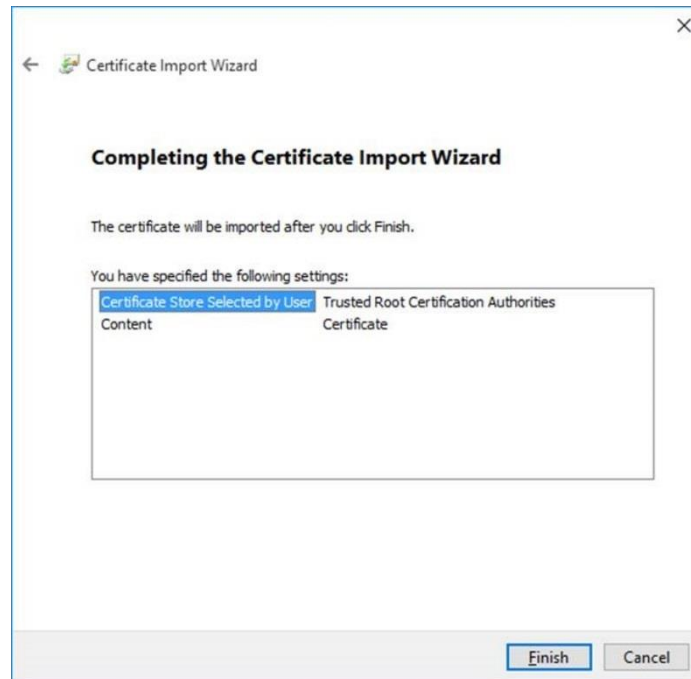 Certificate Import Wizard
Completing the Certificate Import Wizard
The certificate will be imported after you click Finish.
You have specified the following settings:
Certificate Store Selected by User Trusted Root Certification Authorities
Content Certificate
Finish Cancel